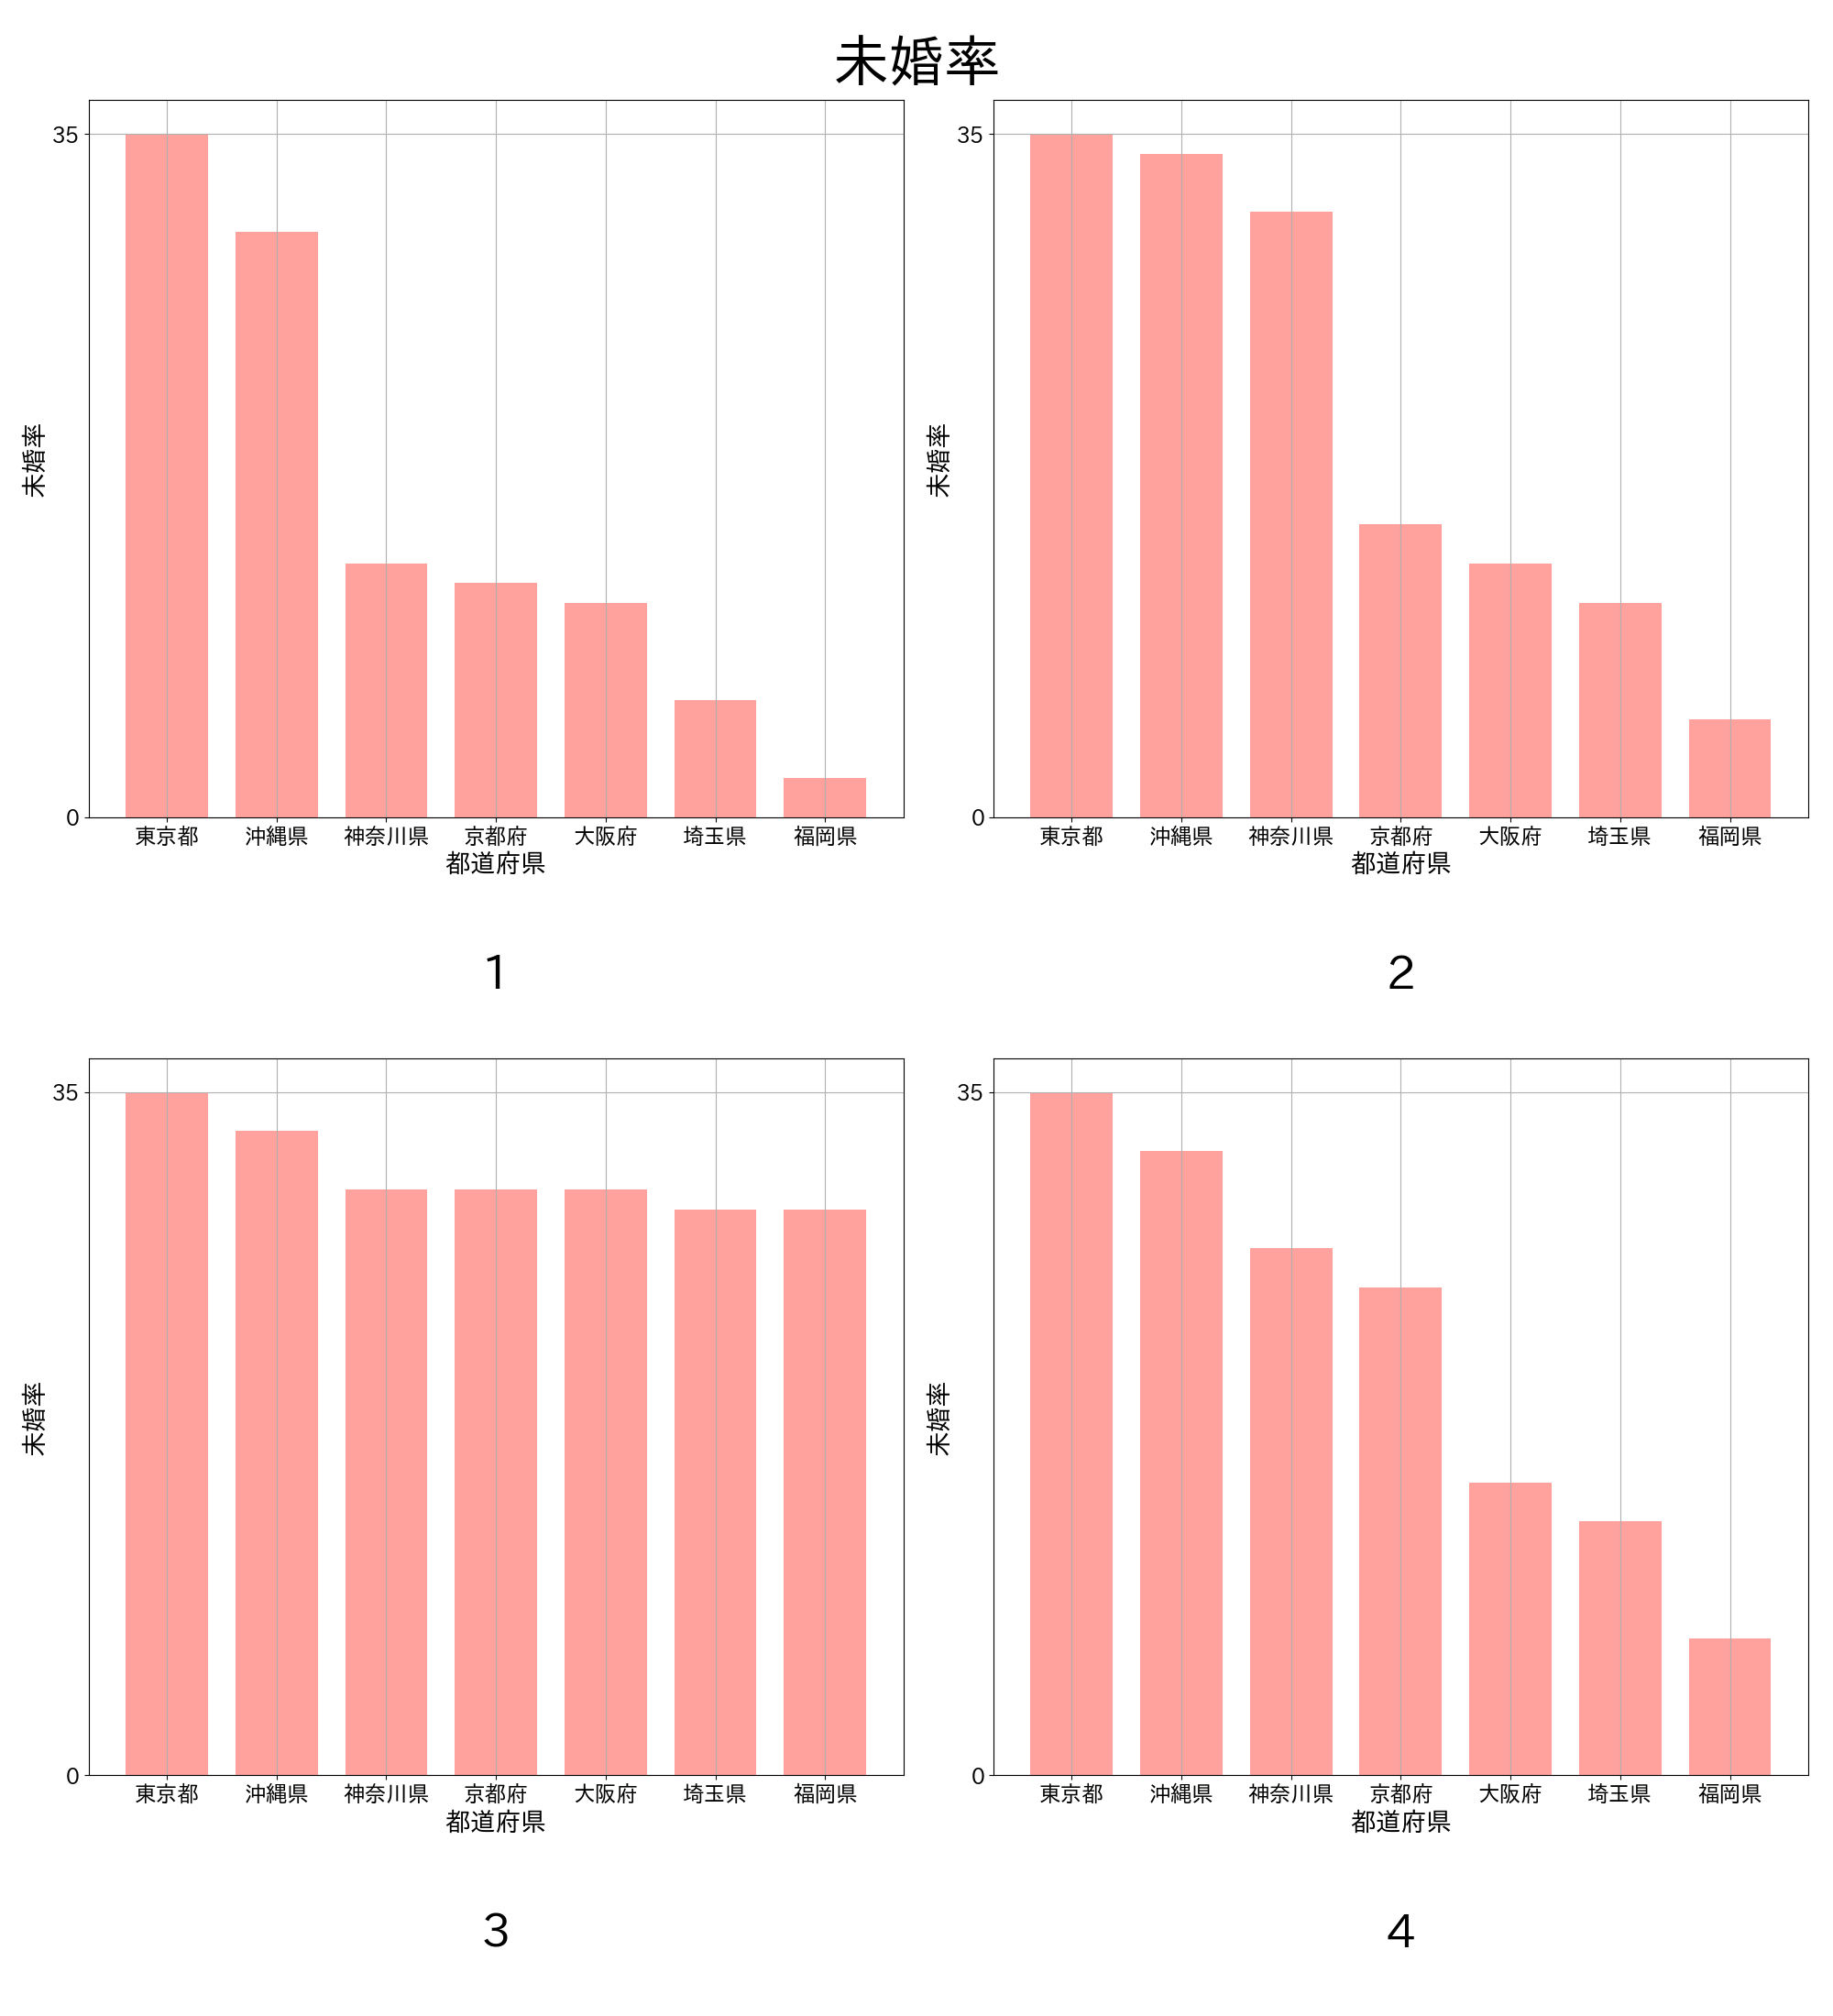 未婚率
35
0
未婚率
東京都 沖縄県 神奈川県 京都府 大阪府 埼玉県 福岡県
都道府県
1
35
0
未婚率
東京都 沖縄県 神奈川県 京都府 大阪府 埼玉県 福岡県
都道府県
2
35
0
未婚率
東京都 沖縄県 神奈川県 京都府 大阪府 埼玉県 福岡県
都道府県
3
35
0
未婚率
東京都 沖縄県 神奈川県 京都府 大阪府 埼玉県 福岡県
都道府県
4